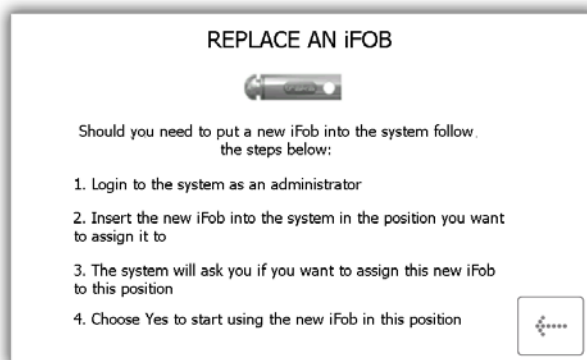 REPLACE AN iFOB
Should you need to put a new iFob into the system follow.
the steps below:
1. Login to the system as an administrator
2. Insert the new iFob into the system in the position you want
to assign it to
3. The system will ask you if you want to assign this new iFob
to this position
4. Choose Yes to start using the new iFob in this position